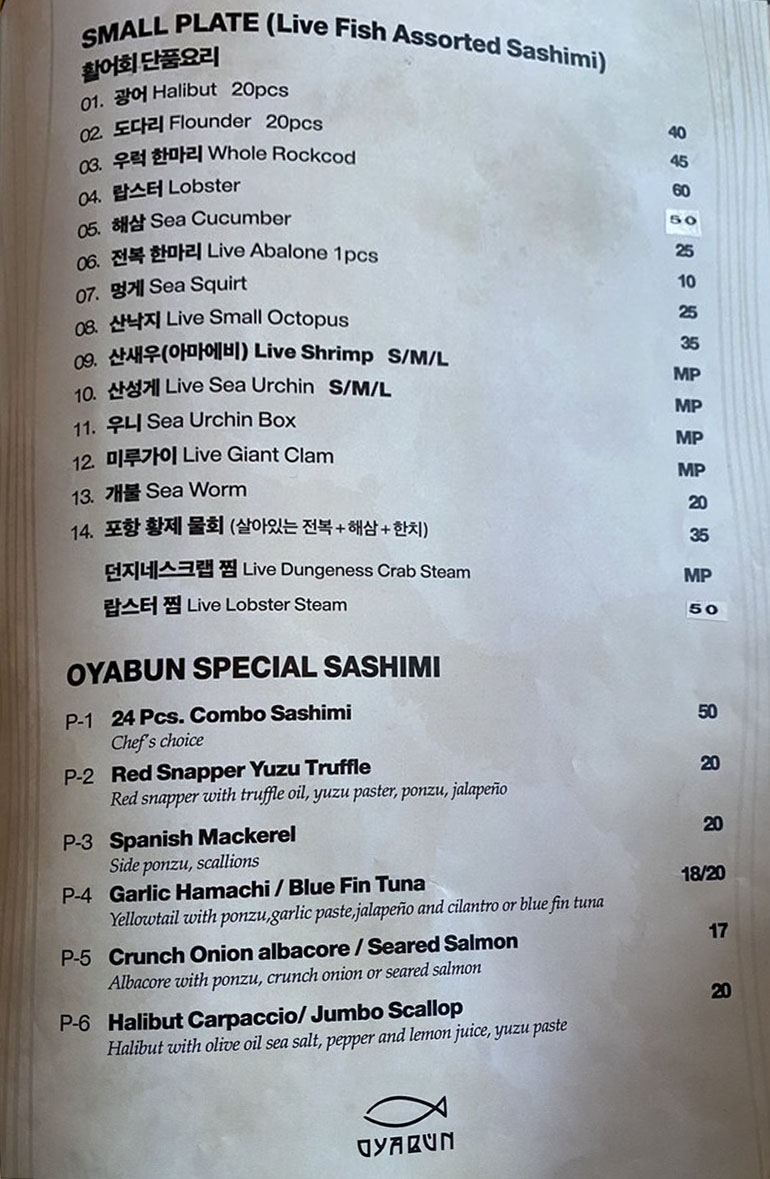 SMALL PLATE (Live Fish Assorted Sashimi)
활어회 단품요리
01. 광어 Halibut 20pcs 40
02. 도다리 Flounder 20pcs 45
03. 우럭 한마리 Whole Rockcod 60
04. 랍스터 Lobster 50
05. 해삼 Sea Cucumber 25
06. 전복 한마리 Live Abalone 1pcs 10
07. 멍게 Sea Squirt 25
08. 산낙지 Live Small Octopus 35
09. 산새우(아마에비) Live Shrimp S/M/L MP
10. 산성게 Live Sea Urchin S/M/L MP
11. 우니 Sea Urchin Box MP
12. 미루가이 Live Giant Clam MP
13. 개불 Sea Worm 20
14. 포항 황제 물회 (살아있는 전복+해삼+한치) 35
던지네스크랩 찜 Live Dungeness Crab Steam MP
랍스터 찜 Live Lobster Steam 50
OYABUN SPECIAL SASHIMI
P-1 24 Pcs. Combo Sashimi 50
Chef's choice
P-2 Red Snapper Yuzu Truffle 20
Red snapper with truffle oil, yuzu paster, ponzu, jalapeño
P-3 Spanish Mackerel 20
Side ponzu, scallions
P-4 Garlic Hamachi / Blue Fin Tuna 18/20
Yellowtail with ponzu,garlic paste,jalapeño and cilantro or blue fin tuna
P-5 Crunch Onion albacore / Seared Salmon 17
Albacore with ponzu, crunch onion or seared salmon
P-6 Halibut Carpaccio/ Jumbo Scallop 20
Halibut with olive oil sea salt, pepper and lemon juice, yuzu paste
OYABUN